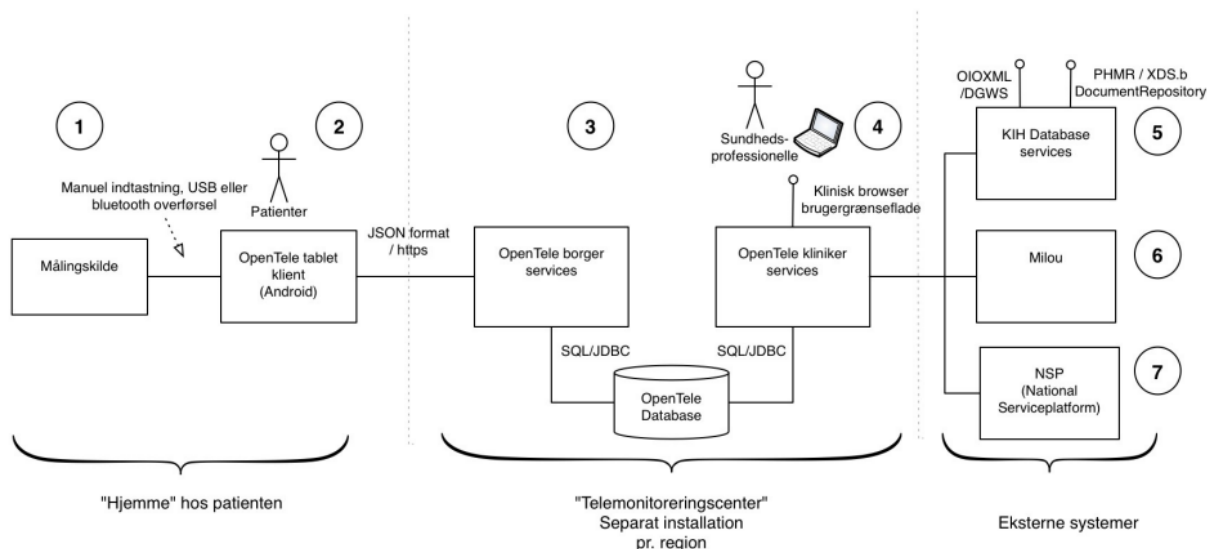 1
Manuel indtastning, USB eller
bluetooth overførsel
Målingskilde
2
Patienter
OpenTele tablet
klient
(Android)
JSON format
/ https
3
OpenTele borger
services
SQL/JDBC
OpenTele
Database
SQL/JDBC
Sundheds-
professionelle
4
Klinisk browser
brugergrænseflade
OpenTele kliniker
services
OIOXML
/DGWS
PHMR / XDS.b
DocumentRepository
KIH Database
services
5
Milou
6
NSP
(National
Serviceplatform)
7
"Hjemme" hos patienten
"Telemonitoreringscenter"
Separat installation
pr. region
Eksterne systemer